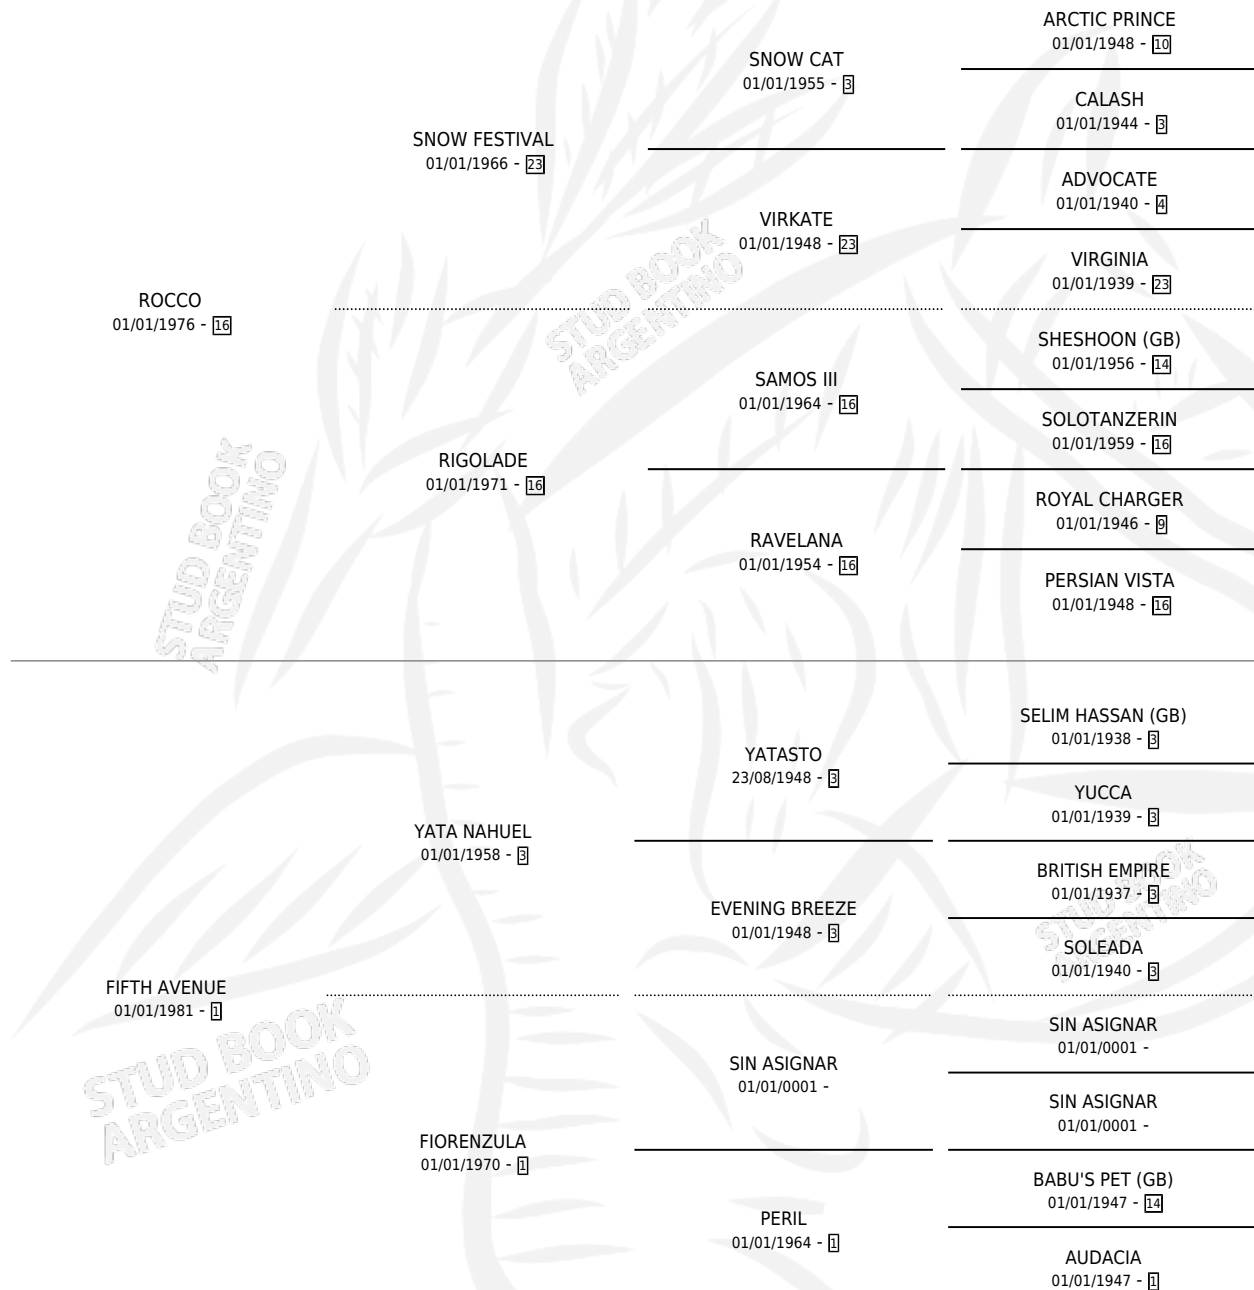 ARCTIC PRINCE
01/01/1948 - 10
SNOW CAT
01/01/1955 - 3
CALASH
01/01/1944 - 3
SNOW FESTIVAL
01/01/1966 - 23
ADVOCATE
01/01/1940 - 4
VIRKATE
01/01/1948 - 23
VIRGINIA
01/01/1939 - 23
ROCCO
01/01/1976 - 16
SHESHOON (GB)
01/01/1956 - 14
SAMOS III
01/01/1964 - 16
SOLOTANZERIN
01/01/1959 - 16
RIGOLADE
01/01/1971 - 16
ROYAL CHARGER
01/01/1946 - 9
RAVELANA
01/01/1954 - 16
PERSIAN VISTA
01/01/1948 - 16
SELIM HASSAN (GB)
01/01/1938 - 3
YATASTO
23/08/1948 - 3
YUCCA
01/01/1939 - 3
YATA NAHUEL
01/01/1958 - 3
BRITISH EMPIRE
01/01/1937 - 3
EVENING BREEZE
01/01/1948 - 3
SOLEADA
01/01/1940 - 3
FIFTH AVENUE
01/01/1981 - 1
SIN ASIGNAR
01/01/0001 -
SIN ASIGNAR
01/01/0001 -
SIN ASIGNAR
01/01/0001 -
FIORENZULA
01/01/1970 - 1
BABU'S PET (GB)
01/01/1947 - 14
PERIL
01/01/1964 - 1
AUDACIA
01/01/1947 - 1
STUD BOOK
ARGENTINO
STUD BOOK
ARGENTINO
STUD BOOK
ARGENTINO
STUD BOOK
ARGENTINO